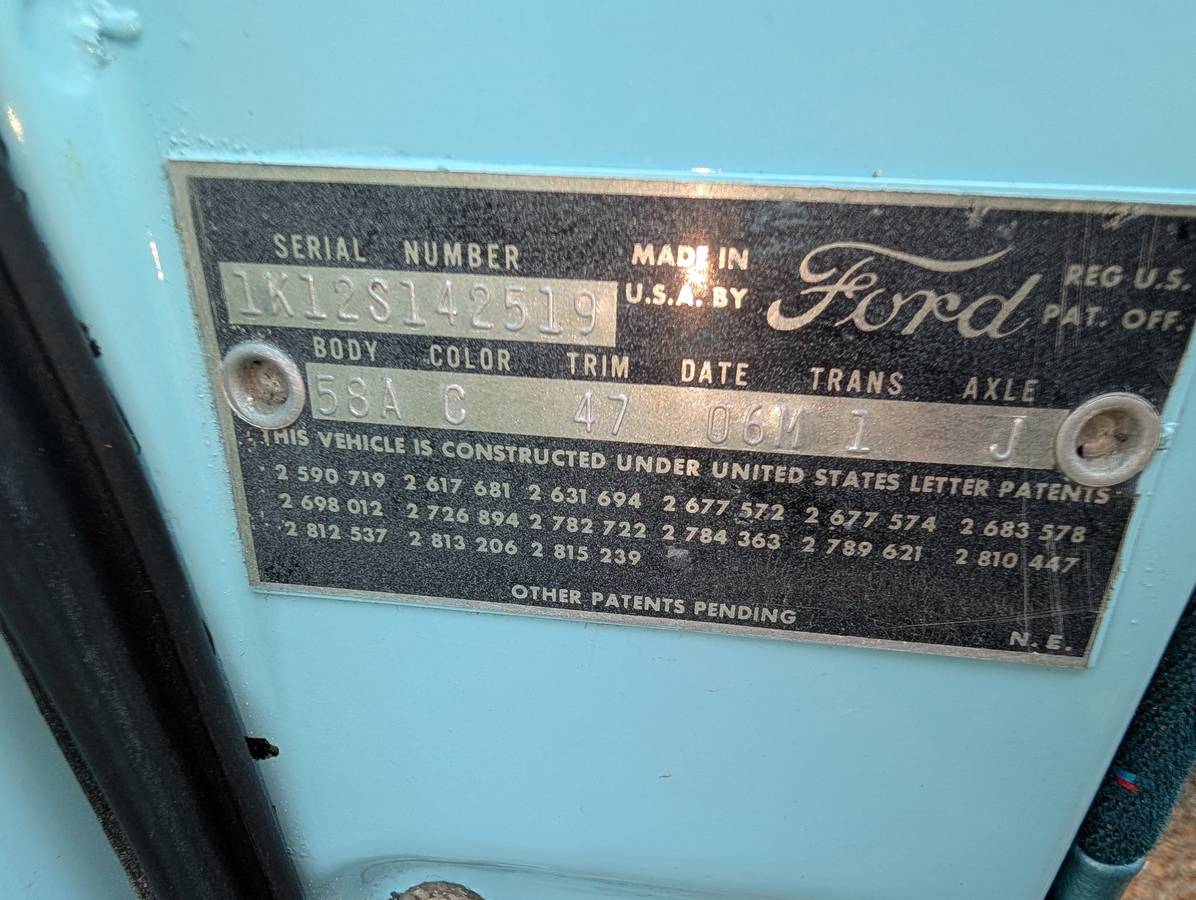 SERIAL NUMBER
1K12S142519
MADE IN
U.S.A. BY
Ford
REG U.S.
PAT. OFF.
BODY COLOR TRIM DATE TRANS AXLE
58A C 47 06M 1 J
THIS VEHICLE IS CONSTRUCTED UNDER UNITED STATES LETTER PATENTS
2 590 719 2 617 681 2 631 694 2 677 572 2 677 574 2 683 578
2 698 012 2 726 894 2 782 722 2 784 363 2 789 621 2 810 447
2 812 537 2 813 206 2 815 239
OTHER PATENTS PENDING
N. E.